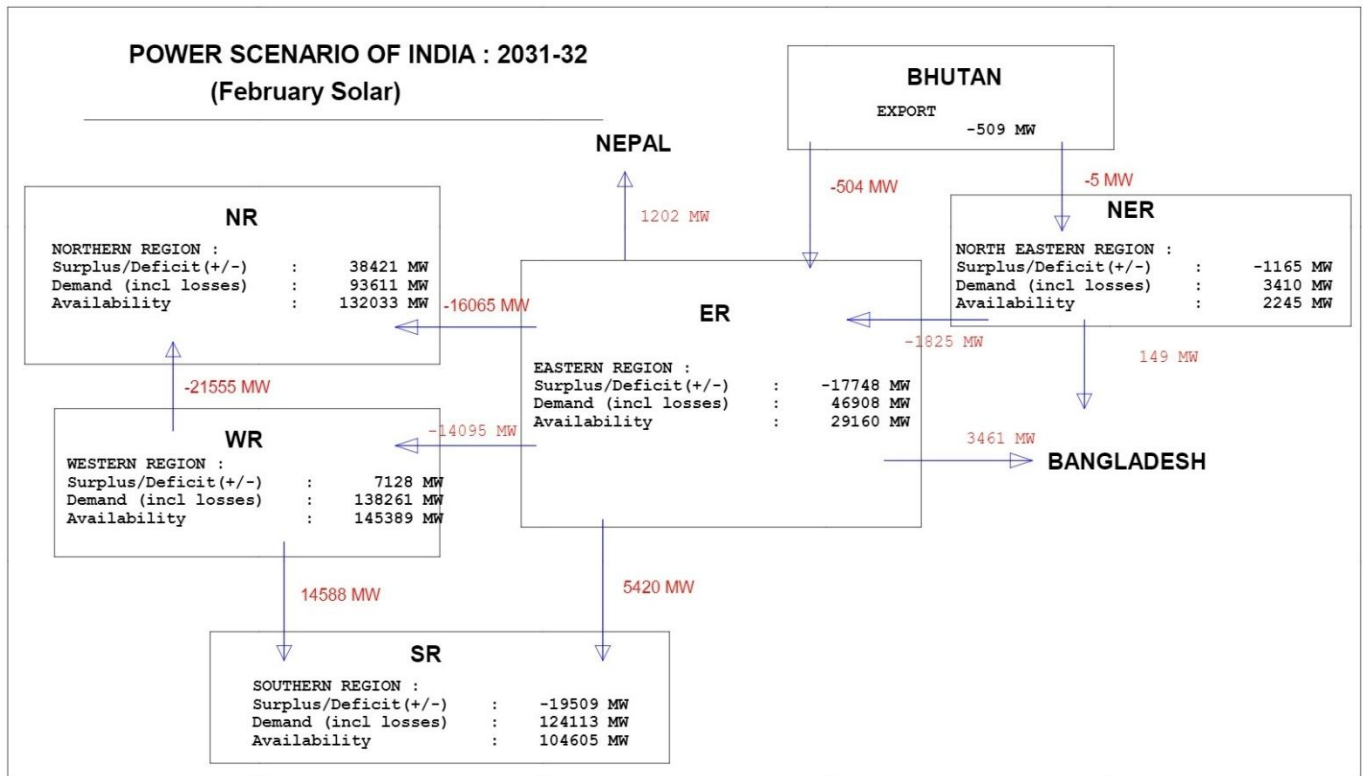 POWER SCENARIO OF INDIA : 2031-32
(February Solar)
BHUTAN
EXPORT
-509 MW
NEPAL
-504 MW
-5 MW
1202 MW
NR
NORTHERN REGION :
Surplus/Deficit(+/-) : 38421 MW
Demand (incl losses) : 93611 MW
Availability : 132033 MW
NER
NORTH EASTERN REGION :
Surplus/Deficit(+/-) : -1165 MW
Demand (incl losses) : 3410 MW
Availability : 2245 MW
-16065 MW
ER
EASTERN REGION :
Surplus/Deficit(+/-) : -17748 MW
Demand (incl losses) : 46908 MW
Availability : 29160 MW
-1825 MW
149 MW
-21555 MW
-14095 MW
3461 MW
BANGLADESH
WR
WESTERN REGION :
Surplus/Deficit(+/-) : 7128 MW
Demand (incl losses) : 138261 MW
Availability : 145389 MW
14588 MW
5420 MW
SR
SOUTHERN REGION :
Surplus/Deficit(+/-) : -19509 MW
Demand (incl losses) : 124113 MW
Availability : 104605 MW